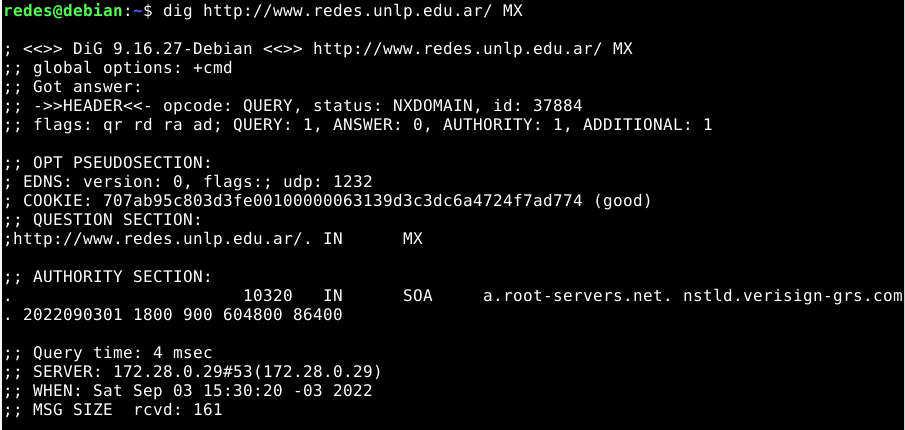 redes@debian:~$ dig http://www.redes.unlp.edu.ar/ MX
; <<>> DiG 9.16.27-Debian <<>> http://www.redes.unlp.edu.ar/ MX
;; global options: +cmd
;; Got answer:
;; ->>HEADER<<- opcode: QUERY, status: NXDOMAIN, id: 37884
;; flags: qr rd ra ad; QUERY: 1, ANSWER: 0, AUTHORITY: 1, ADDITIONAL: 1
;; OPT PSEUDOSECTION:
; EDNS: version: 0, flags:; udp: 1232
; COOKIE: 707ab95c803d3fe00100000063139d3c3dc6a4724f7ad774 (good)
;; QUESTION SECTION:
;http://www.redes.unlp.edu.ar/. IN MX
;; AUTHORITY SECTION:
. 10320 IN SOA a.root-servers.net. nstld.verisign-grs.com
. 2022090301 1800 900 604800 86400
;; Query time: 4 msec
;; SERVER: 172.28.0.29#53(172.28.0.29)
;; WHEN: Sat Sep 03 15:30:20 -03 2022
;; MSG SIZE rcvd: 161